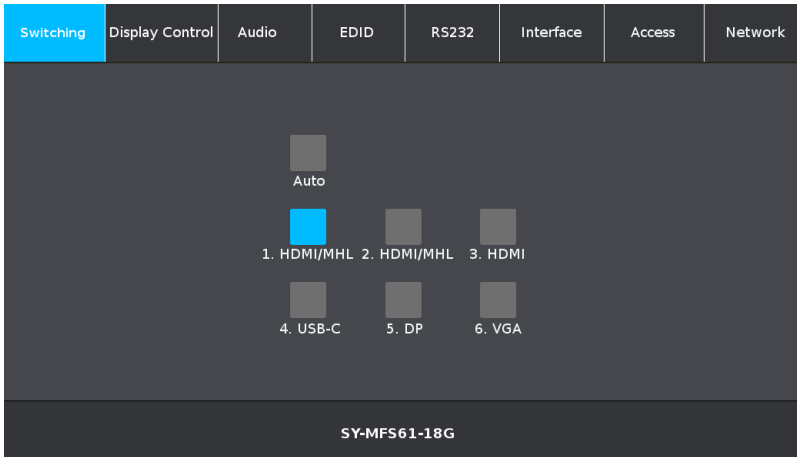 Switching Display Control Audio EDID RS232 Interface Access Network
Auto
1. HDMI/MHL 2. HDMI/MHL 3. HDMI
4. USB-C 5. DP 6. VGA
SY-MFS61-18G